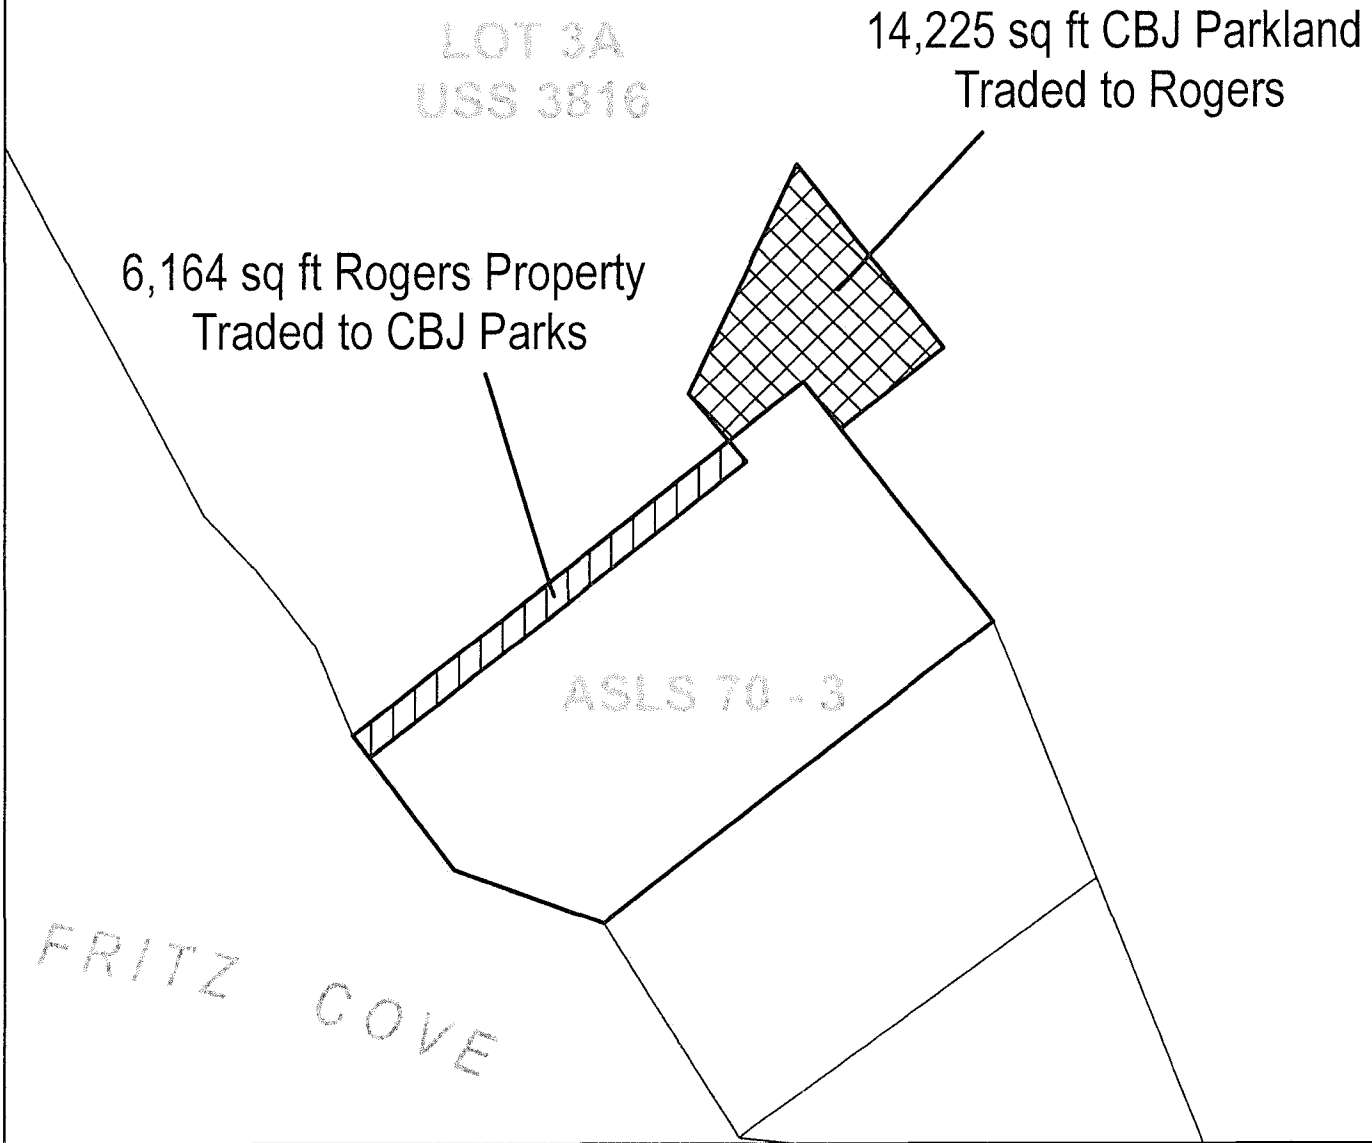 LOT 3A
USS 3816
14,225 sq ft CBJ Parkland
Traded to Rogers
6,164 sq ft Rogers Property
Traded to CBJ Parks
ASLS 70 - 3
FRITZ COVE